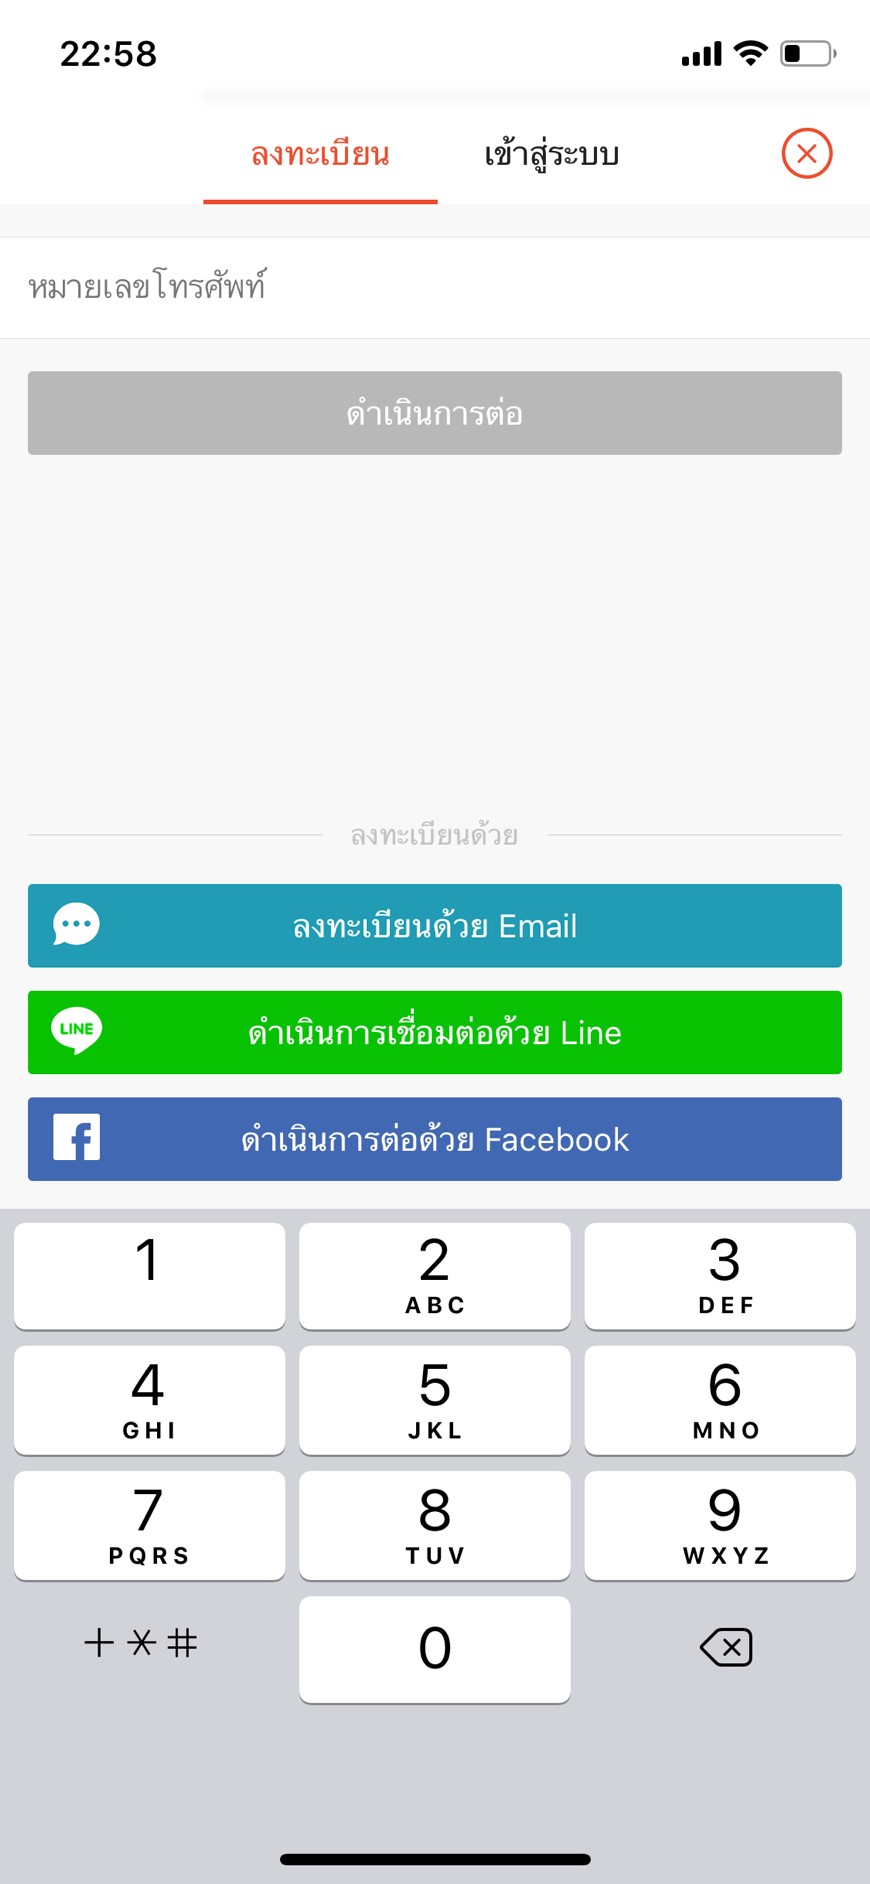 22:58
ลงทะเบียน
เข้าสู่ระบบ
หมายเลขโทรศัพท์
ดำเนินการต่อ
ลงทะเบียนด้วย
ลงทะเบียนด้วย Email
LINE
ดำเนินการเชื่อมต่อด้วย Line
ดำเนินการต่อด้วย Facebook
1
2
ABC
3
DEF
4
GHI
5
JKL
6
MNO
7
PQRS
8
TUV
9
WXYZ
+*#
0